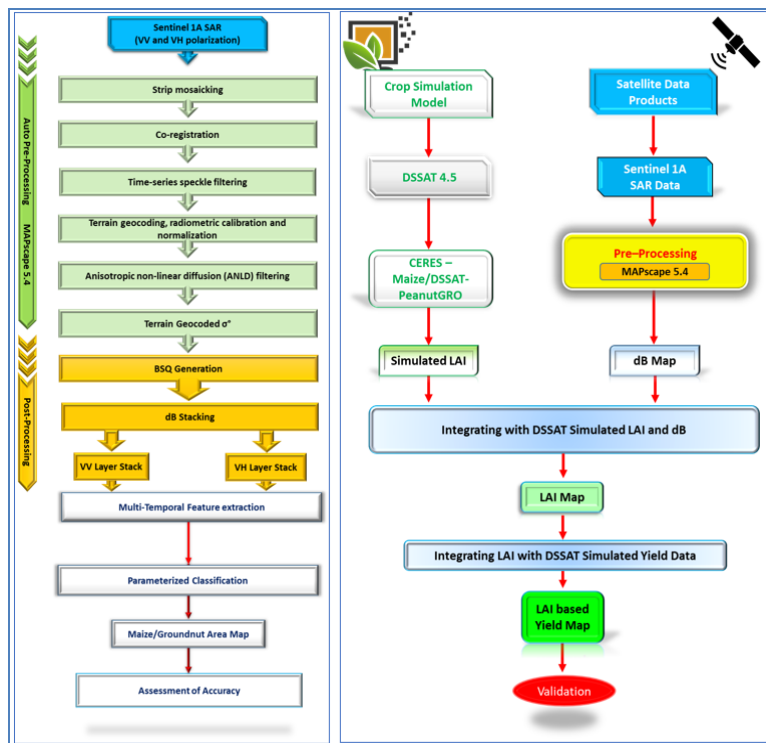 Sentinel 1A SAR
(VV and VH polarization)
Strip mosaicking
Co-registration
Time-series speckle filtering
Terrain geocoding, radiometric calibration and
normalization
Anisotropic non-linear diffusion (ANLD) filtering
Terrain Geocoded σ°
BSQ Generation
dB Stacking
VV Layer Stack
VH Layer Stack
Multi-Temporal Feature extraction
Parameterized Classification
Maize/Groundnut Area Map
Assessment of Accuracy
Auto Pre-Processing MAPscape 5.4
Post-Processing
Crop Simulation
Model
DSSAT 4.5
CERES –
Maize/DSSAT-
PeanutGRO
Simulated LAI
Satellite Data
Products
Sentinel 1A
SAR Data
Pre–Processing
MAPscape 5.4
dB Map
Integrating with DSSAT Simulated LAI and dB
LAI Map
Integrating LAI with DSSAT Simulated Yield Data
LAI based
Yield Map
Validation